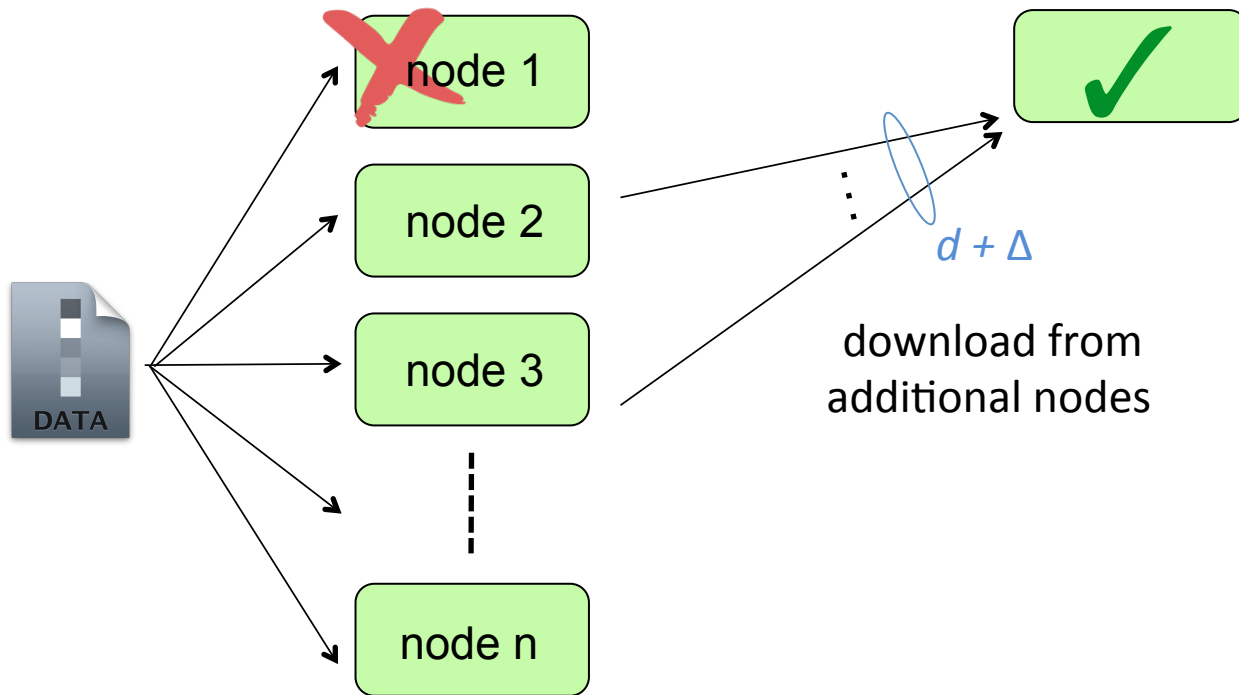 node 1
node 2
d + Δ
node 3
download from
additional nodes
DATA
node n